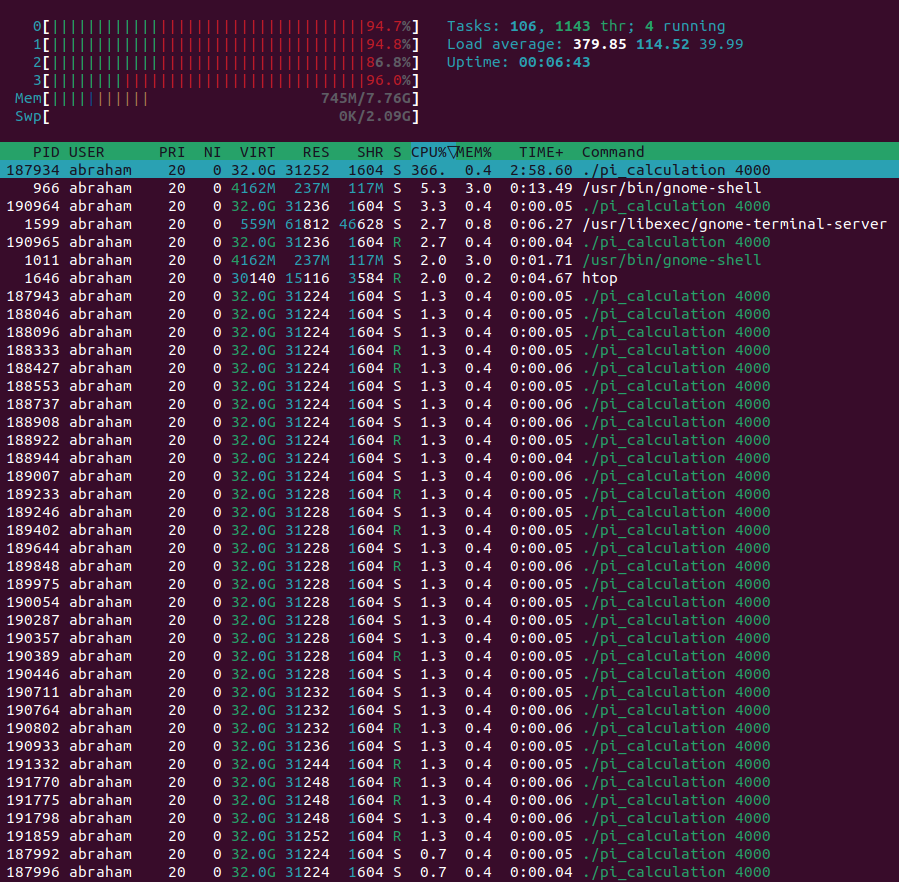 0[||||||||||||||||||||||||||||||||||||94.7%] Tasks: 106, 1143 thr; 4 running
1[||||||||||||||||||||||||||||||||||||94.8%] Load average: 379.85 114.52 39.99
2[||||||||||||||||||||||||||||||||||||86.8%] Uptime: 00:06:43
3[||||||||||||||||||||||||||||||||||||96.0%]
Mem[||||||||||| 745M/7.76G]
Swp[ 0K/2.09G]
PID USER PRI NI VIRT RES SHR S CPU%▽MEM% TIME+ Command
187934 abraham 20 0 32.0G 31252 1604 S 366. 0.4 2:58.60 ./pi_calculation 4000
966 abraham 20 0 4162M 237M 117M S 5.3 3.0 0:13.49 /usr/bin/gnome-shell
190964 abraham 20 0 32.0G 31236 1604 S 3.3 0.4 0:00.05 ./pi_calculation 4000
1599 abraham 20 0 559M 61812 46628 S 2.7 0.8 0:06.27 /usr/libexec/gnome-terminal-server
190965 abraham 20 0 32.0G 31236 1604 R 2.7 0.4 0:00.04 ./pi_calculation 4000
1011 abraham 20 0 4162M 237M 117M S 2.0 3.0 0:01.71 /usr/bin/gnome-shell
1646 abraham 20 0 30140 15116 3584 R 2.0 0.2 0:04.67 htop
187943 abraham 20 0 32.0G 31224 1604 S 1.3 0.4 0:00.05 ./pi_calculation 4000
188046 abraham 20 0 32.0G 31224 1604 S 1.3 0.4 0:00.05 ./pi_calculation 4000
188096 abraham 20 0 32.0G 31224 1604 S 1.3 0.4 0:00.05 ./pi_calculation 4000
188333 abraham 20 0 32.0G 31224 1604 R 1.3 0.4 0:00.05 ./pi_calculation 4000
188427 abraham 20 0 32.0G 31224 1604 R 1.3 0.4 0:00.06 ./pi_calculation 4000
188553 abraham 20 0 32.0G 31224 1604 S 1.3 0.4 0:00.05 ./pi_calculation 4000
188737 abraham 20 0 32.0G 31224 1604 S 1.3 0.4 0:00.06 ./pi_calculation 4000
188908 abraham 20 0 32.0G 31224 1604 S 1.3 0.4 0:00.06 ./pi_calculation 4000
188922 abraham 20 0 32.0G 31224 1604 R 1.3 0.4 0:00.05 ./pi_calculation 4000
188944 abraham 20 0 32.0G 31224 1604 S 1.3 0.4 0:00.04 ./pi_calculation 4000
189007 abraham 20 0 32.0G 31224 1604 S 1.3 0.4 0:00.06 ./pi_calculation 4000
189233 abraham 20 0 32.0G 31228 1604 R 1.3 0.4 0:00.05 ./pi_calculation 4000
189246 abraham 20 0 32.0G 31228 1604 S 1.3 0.4 0:00.05 ./pi_calculation 4000
189402 abraham 20 0 32.0G 31228 1604 R 1.3 0.4 0:00.06 ./pi_calculation 4000
189644 abraham 20 0 32.0G 31228 1604 S 1.3 0.4 0:00.05 ./pi_calculation 4000
189848 abraham 20 0 32.0G 31228 1604 R 1.3 0.4 0:00.06 ./pi_calculation 4000
189975 abraham 20 0 32.0G 31228 1604 S 1.3 0.4 0:00.05 ./pi_calculation 4000
190054 abraham 20 0 32.0G 31228 1604 S 1.3 0.4 0:00.06 ./pi_calculation 4000
190287 abraham 20 0 32.0G 31228 1604 S 1.3 0.4 0:00.05 ./pi_calculation 4000
190357 abraham 20 0 32.0G 31228 1604 S 1.3 0.4 0:00.05 ./pi_calculation 4000
190389 abraham 20 0 32.0G 31228 1604 R 1.3 0.4 0:00.05 ./pi_calculation 4000
190446 abraham 20 0 32.0G 31228 1604 S 1.3 0.4 0:00.05 ./pi_calculation 4000
190711 abraham 20 0 32.0G 31232 1604 S 1.3 0.4 0:00.05 ./pi_calculation 4000
190764 abraham 20 0 32.0G 31232 1604 S 1.3 0.4 0:00.06 ./pi_calculation 4000
190802 abraham 20 0 32.0G 31232 1604 R 1.3 0.4 0:00.06 ./pi_calculation 4000
190933 abraham 20 0 32.0G 31236 1604 S 1.3 0.4 0:00.05 ./pi_calculation 4000
191332 abraham 20 0 32.0G 31244 1604 R 1.3 0.4 0:00.05 ./pi_calculation 4000
191770 abraham 20 0 32.0G 31248 1604 R 1.3 0.4 0:00.06 ./pi_calculation 4000
191775 abraham 20 0 32.0G 31248 1604 R 1.3 0.4 0:00.05 ./pi_calculation 4000
191798 abraham 20 0 32.0G 31248 1604 S 1.3 0.4 0:00.06 ./pi_calculation 4000
191859 abraham 20 0 32.0G 31252 1604 R 1.3 0.4 0:00.05 ./pi_calculation 4000
187992 abraham 20 0 32.0G 31224 1604 S 0.7 0.4 0:00.05 ./pi_calculation 4000
187996 abraham 20 0 32.0G 31224 1604 S 0.7 0.4 0:00.04 ./pi_calculation 4000